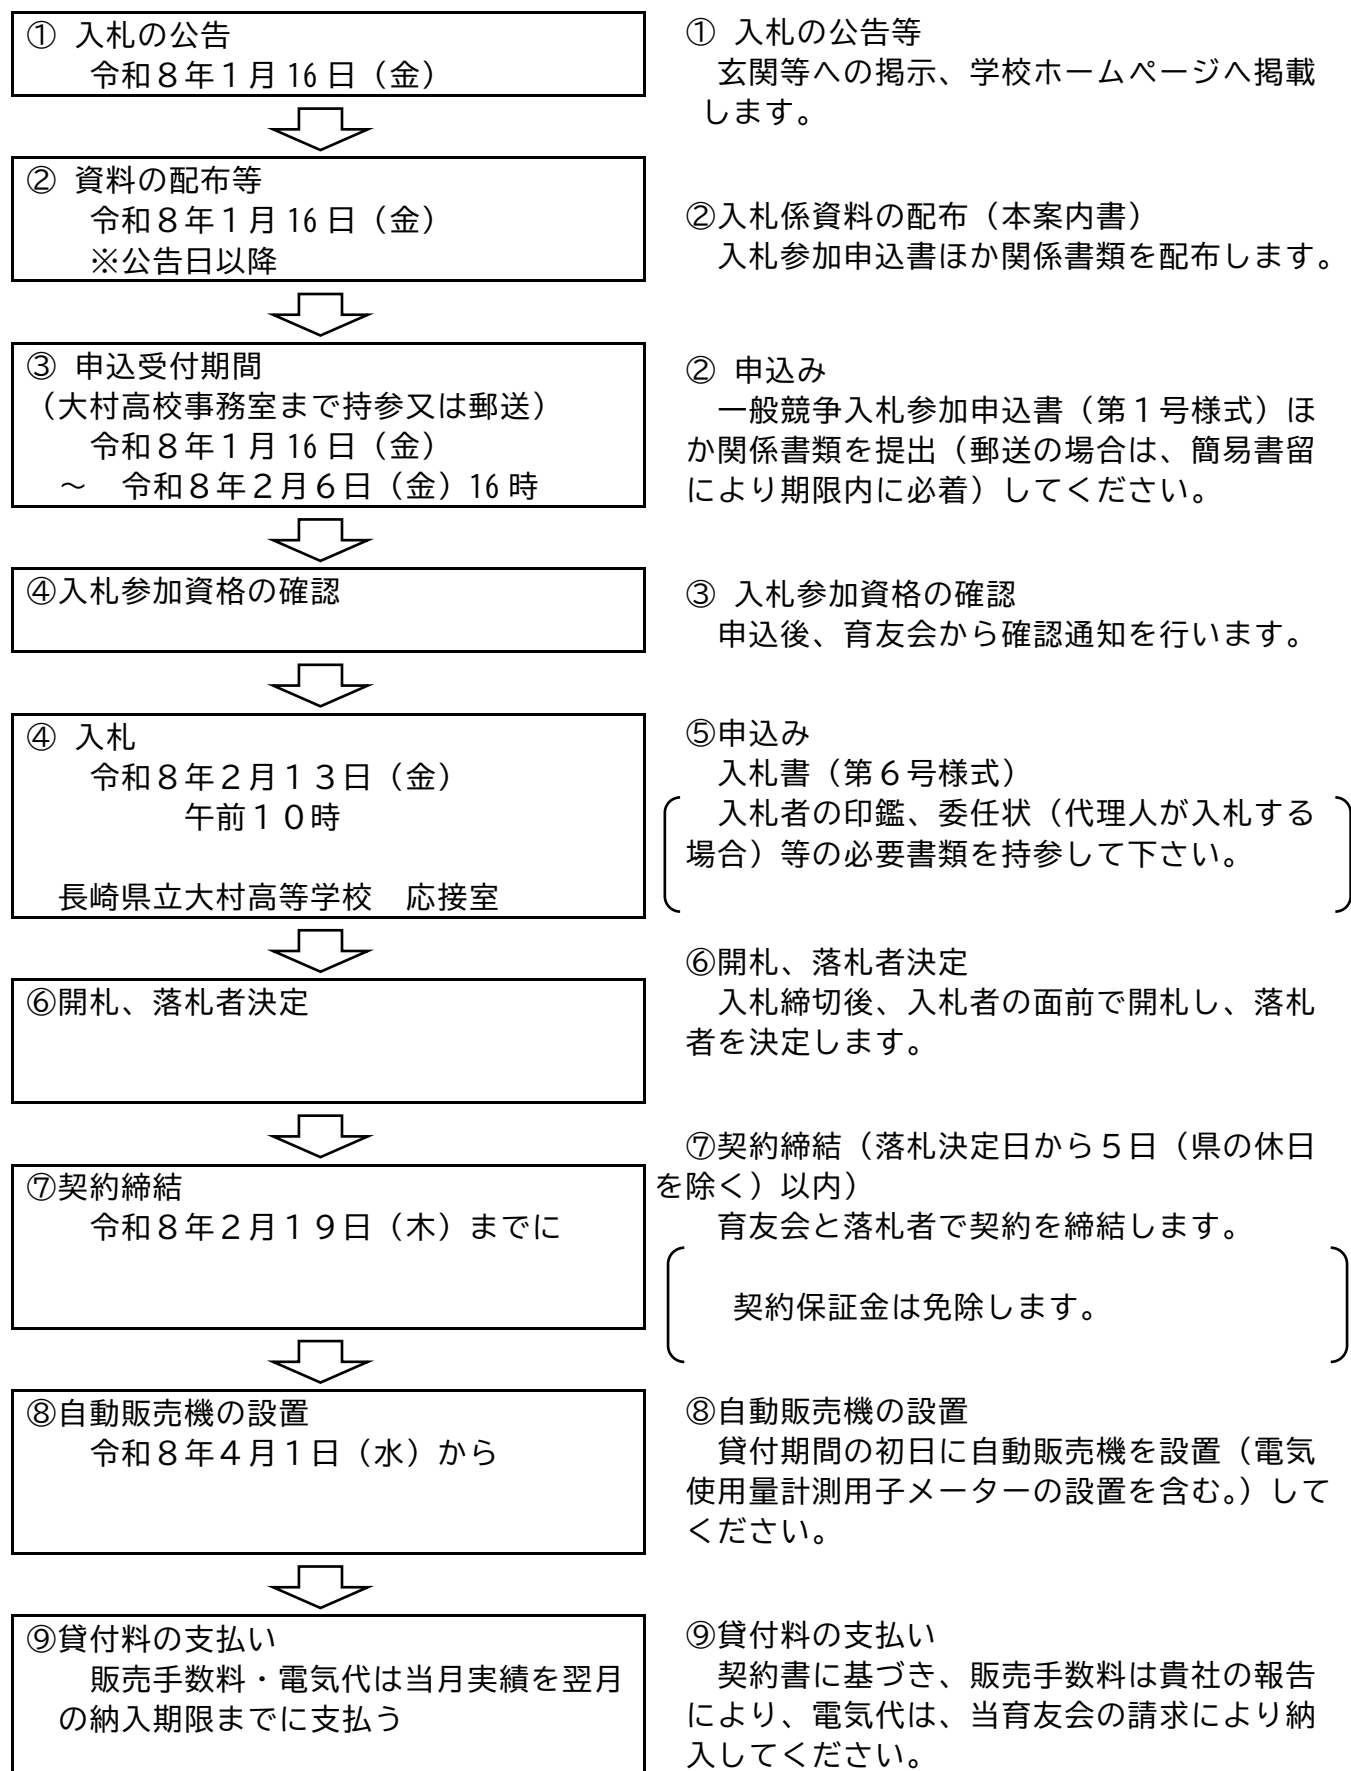 ① 入札の公告
令和８年１月 16 日（金）
① 入札の公告等
玄関等への掲示、学校ホームページへ掲載
します。
② 資料の配布等
令和８年１月 16 日（金）
※公告日以降
②入札係資料の配布（本案内書）
入札参加申込書ほか関係書類を配布します。
③ 申込受付期間
（大村高校事務室まで持参又は郵送）
令和８年１月 16 日（金）
～　令和８年２月６日（金）16 時
② 申込み
一般競争入札参加申込書（第１号様式）ほ
か関係書類を提出（郵送の場合は、簡易書留
により期限内に必着）してください。
④入札参加資格の確認
③ 入札参加資格の確認
申込後、育友会から確認通知を行います。
④ 入札
令和８年２月１３日（金）
午前１０時
長崎県立大村高等学校　応接室
⑤申込み
入札書（第６号様式）
入札者の印鑑、委任状（代理人が入札する
場合）等の必要書類を持参して下さい。
⑥開札、落札者決定
⑥開札、落札者決定
入札締切後、入札者の面前で開札し、落札
者を決定します。
⑦契約締結
令和８年２月１９日（木）までに
⑦契約締結（落札決定日から５日（県の休日
を除く）以内）
育友会と落札者で契約を締結します。
契約保証金は免除します。
⑧自動販売機の設置
令和８年４月１日（水）から
⑧自動販売機の設置
貸付期間の初日に自動販売機を設置（電気
使用量計測用子メーターの設置を含む。）して
ください。
⑨貸付料の支払い
販売手数料・電気代は当月実績を翌月
の納入期限までに支払う
⑨貸付料の支払い
契約書に基づき、販売手数料は貴社の報告
により、電気代は、当育友会の請求により納
入してください。